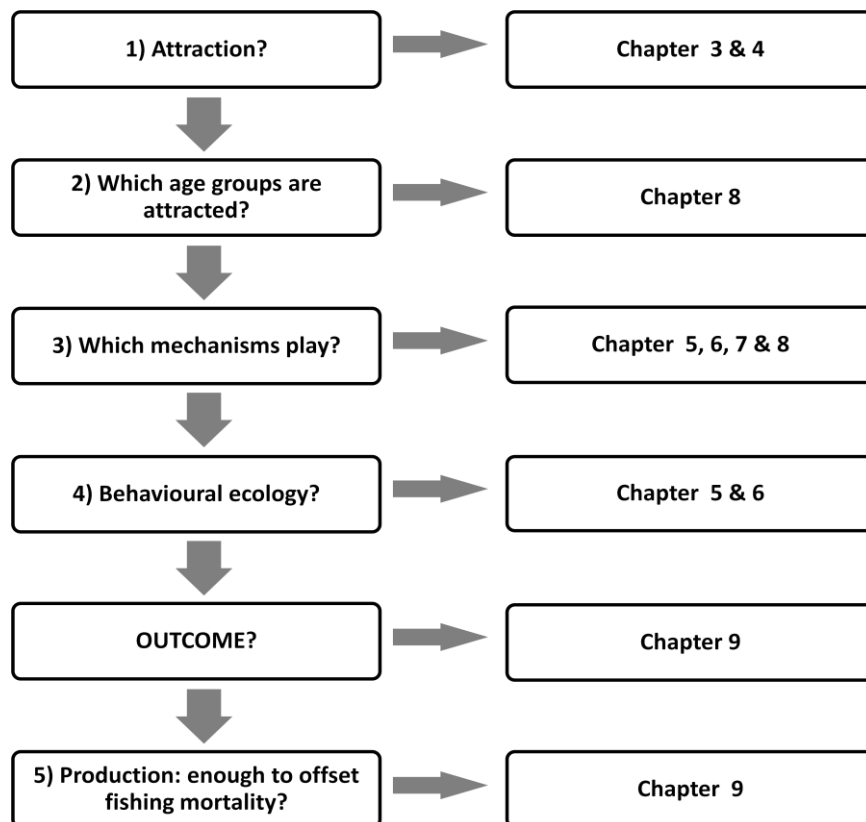 1) Attraction?
Chapter 3 & 4
2) Which age groups are
attracted?
Chapter 8
3) Which mechanisms play?
Chapter 5, 6, 7 & 8
4) Behavioural ecology?
Chapter 5 & 6
OUTCOME?
Chapter 9
5) Production: enough to offset
fishing mortality?
Chapter 9